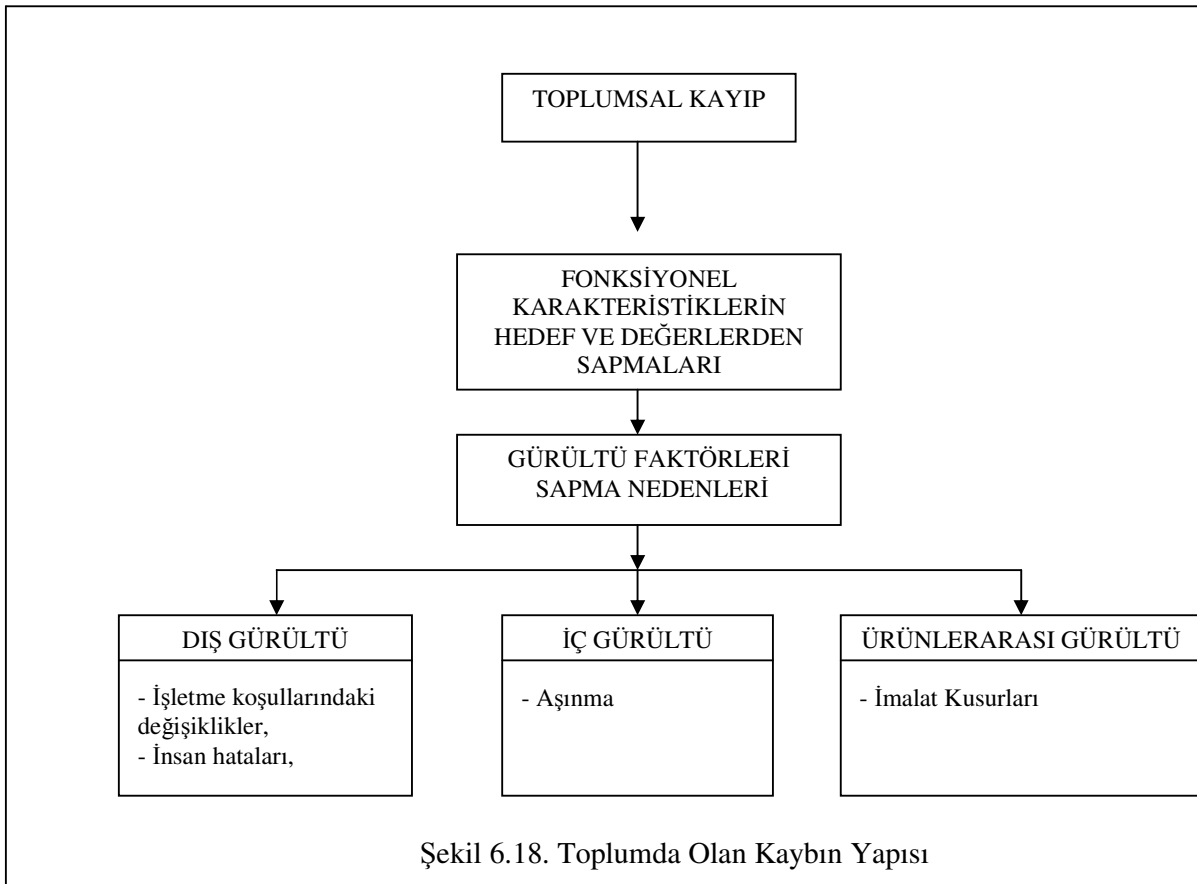 TOPLUMSAL KAYIP
FONKSİYONEL
KARAKTERİSTİKLERİN
HEDEF VE DEĞERLERDEN
SAPMALARI
GÜRÜLTÜ FAKTÖRLERİ
SAPMA NEDENLERİ
DIŞ GÜRÜLTÜ
- İşletme koşullarındaki
değişiklikler,
- İnsan hataları,
İÇ GÜRÜLTÜ
- Aşınma
ÜRÜNLERARASI GÜRÜLTÜ
- İmalat Kusurları
Şekil 6.18. Toplumda Olan Kaybın Yapısı